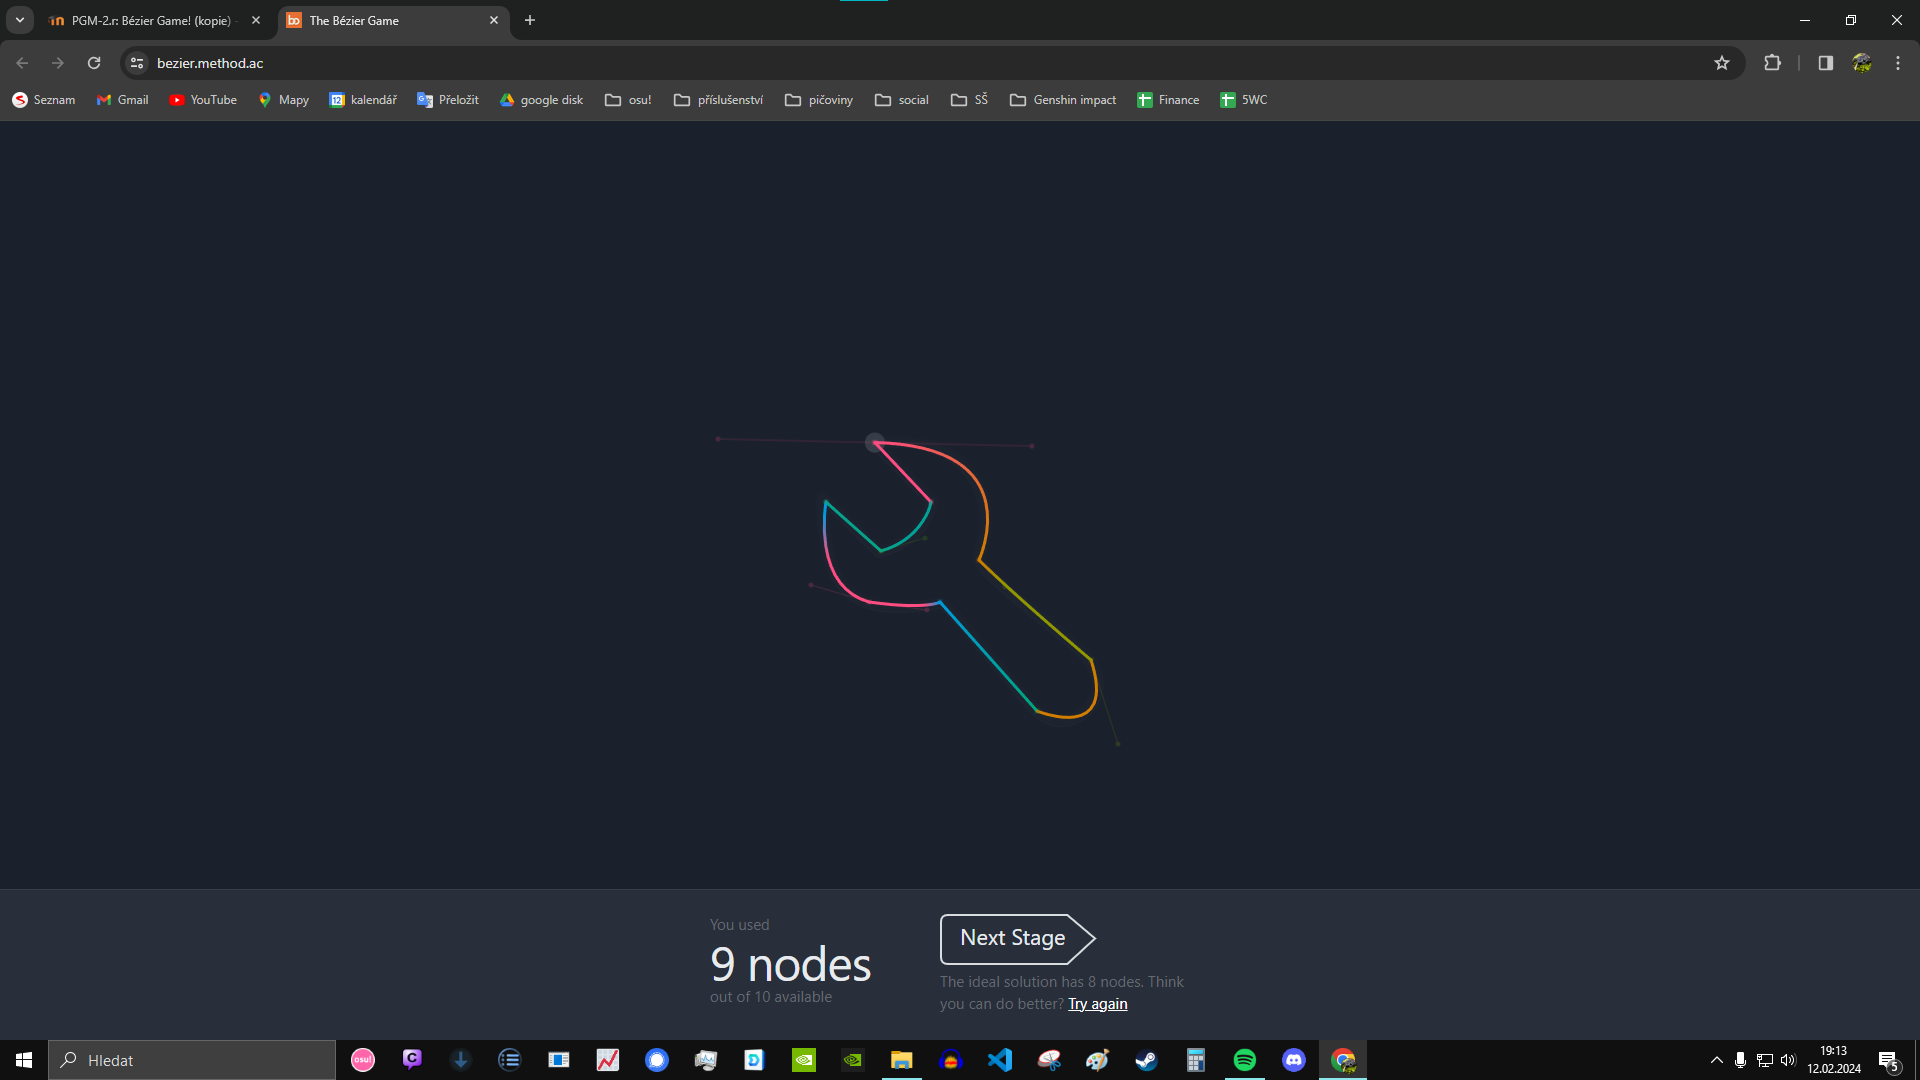 PGM-2.r: Bézier Game! (kopie)
The Bézier Game
bezier.method.ac
Seznam
Gmail
YouTube
Mapy
12
kalendář
Přeložit
google disk
osu!
příslušenství
pičoviny
social
SŠ
Genshin impact
Finance
5WC
You used
9 nodes
out of 10 available
Next Stage
The ideal solution has 8 nodes. Think
you can do better? Try again
Hledat
osu!
19:13
12.02.2024
5